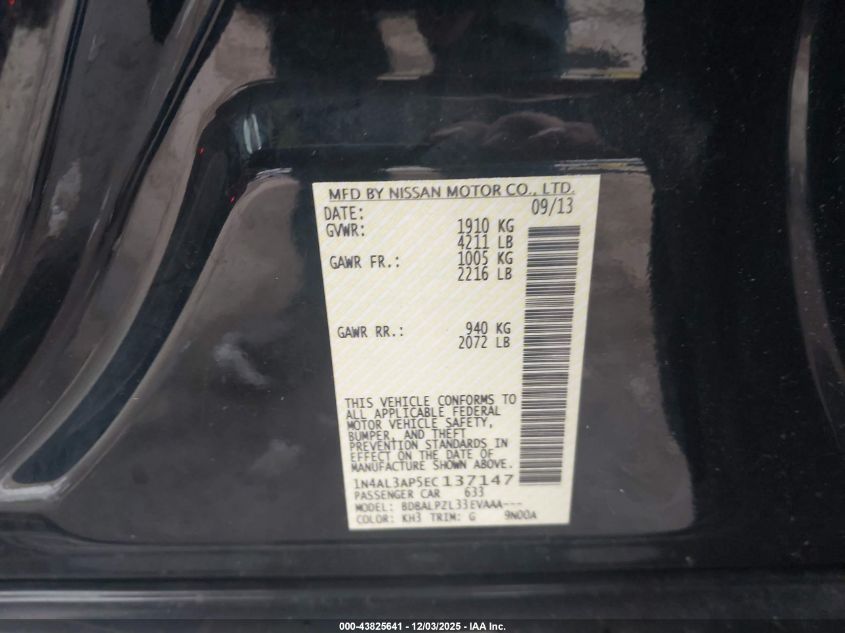 MFD BY NISSAN MOTOR CO., LTD.
DATE: 09/13
GVWR: 1910 KG
4211 LB
GAWR FR.: 1005 KG
2216 LB
GAWR RR.: 940 KG
2072 LB
THIS VEHICLE CONFORMS TO
ALL APPLICABLE FEDERAL
MOTOR VEHICLE SAFETY,
BUMPER, AND THEFT
PREVENTION STANDARDS IN
EFFECT ON THE DATE OF
MANUFACTURE SHOWN ABOVE.
1N4AL3AP5EC137147
PASSENGER CAR 633
MODEL: BDBALPZL33EVAAA---
COLOR: KH3 TRIM: G 9N00A
000-43825641 - 12/03/2025 - IAA Inc.